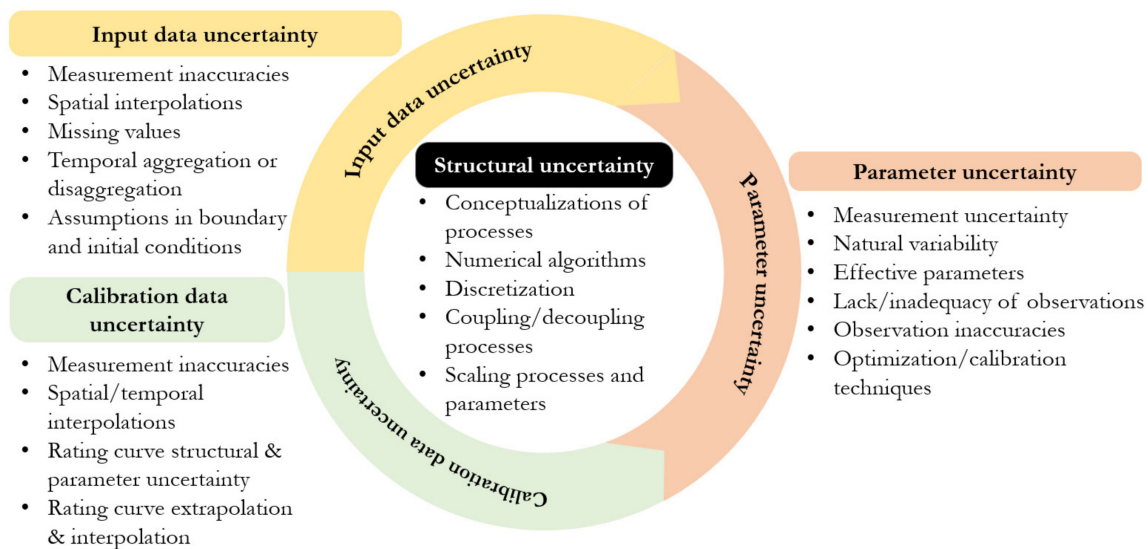 Input data uncertainty
• Measurement inaccuracies
• Spatial interpolations
• Missing values
• Temporal aggregation or
disaggregation
• Assumptions in boundary
and initial conditions
Calibration data
uncertainty
• Measurement inaccuracies
• Spatial/temporal
interpolations
• Rating curve structural &
parameter uncertainty
• Rating curve extrapolation
& interpolation
Input data uncertainty
Parameter uncertainty
Calibration data uncertainty
Structural uncertainty
• Conceptualizations of
processes
• Numerical algorithms
• Discretization
• Coupling/decoupling
processes
• Scaling processes and
parameters
Parameter uncertainty
• Measurement uncertainty
• Natural variability
• Effective parameters
• Lack/inadequacy of observations
• Observation inaccuracies
• Optimization/calibration
techniques